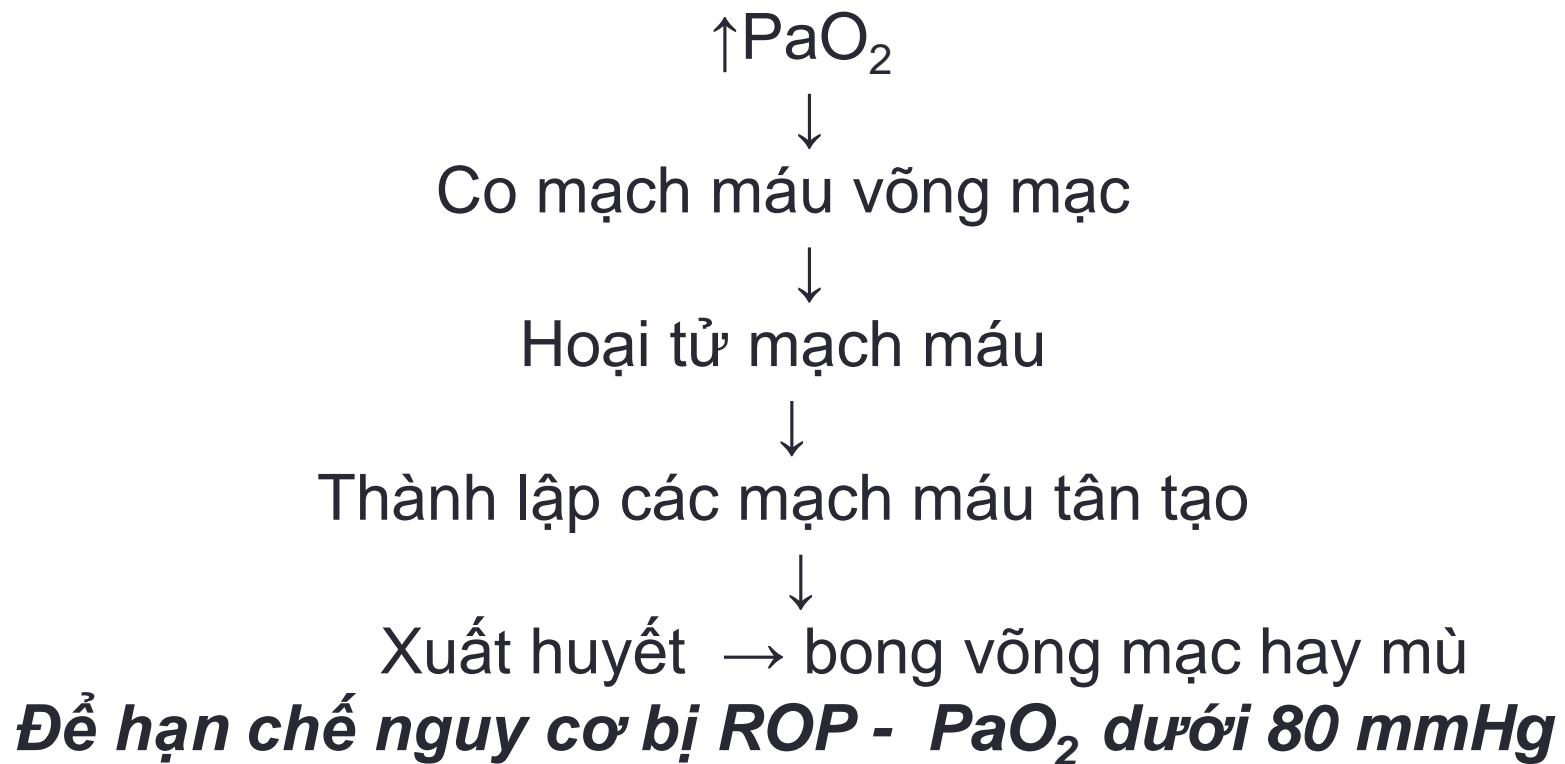 ↑PaO₂
↓
Co mạch máu võng mạc
↓
Hoại tử mạch máu
↓
Thành lập các mạch máu tân tạo
↓
Xuất huyết → bong võng mạc hay mù
Để hạn chế nguy cơ bị ROP - PaO₂ dưới 80 mmHg